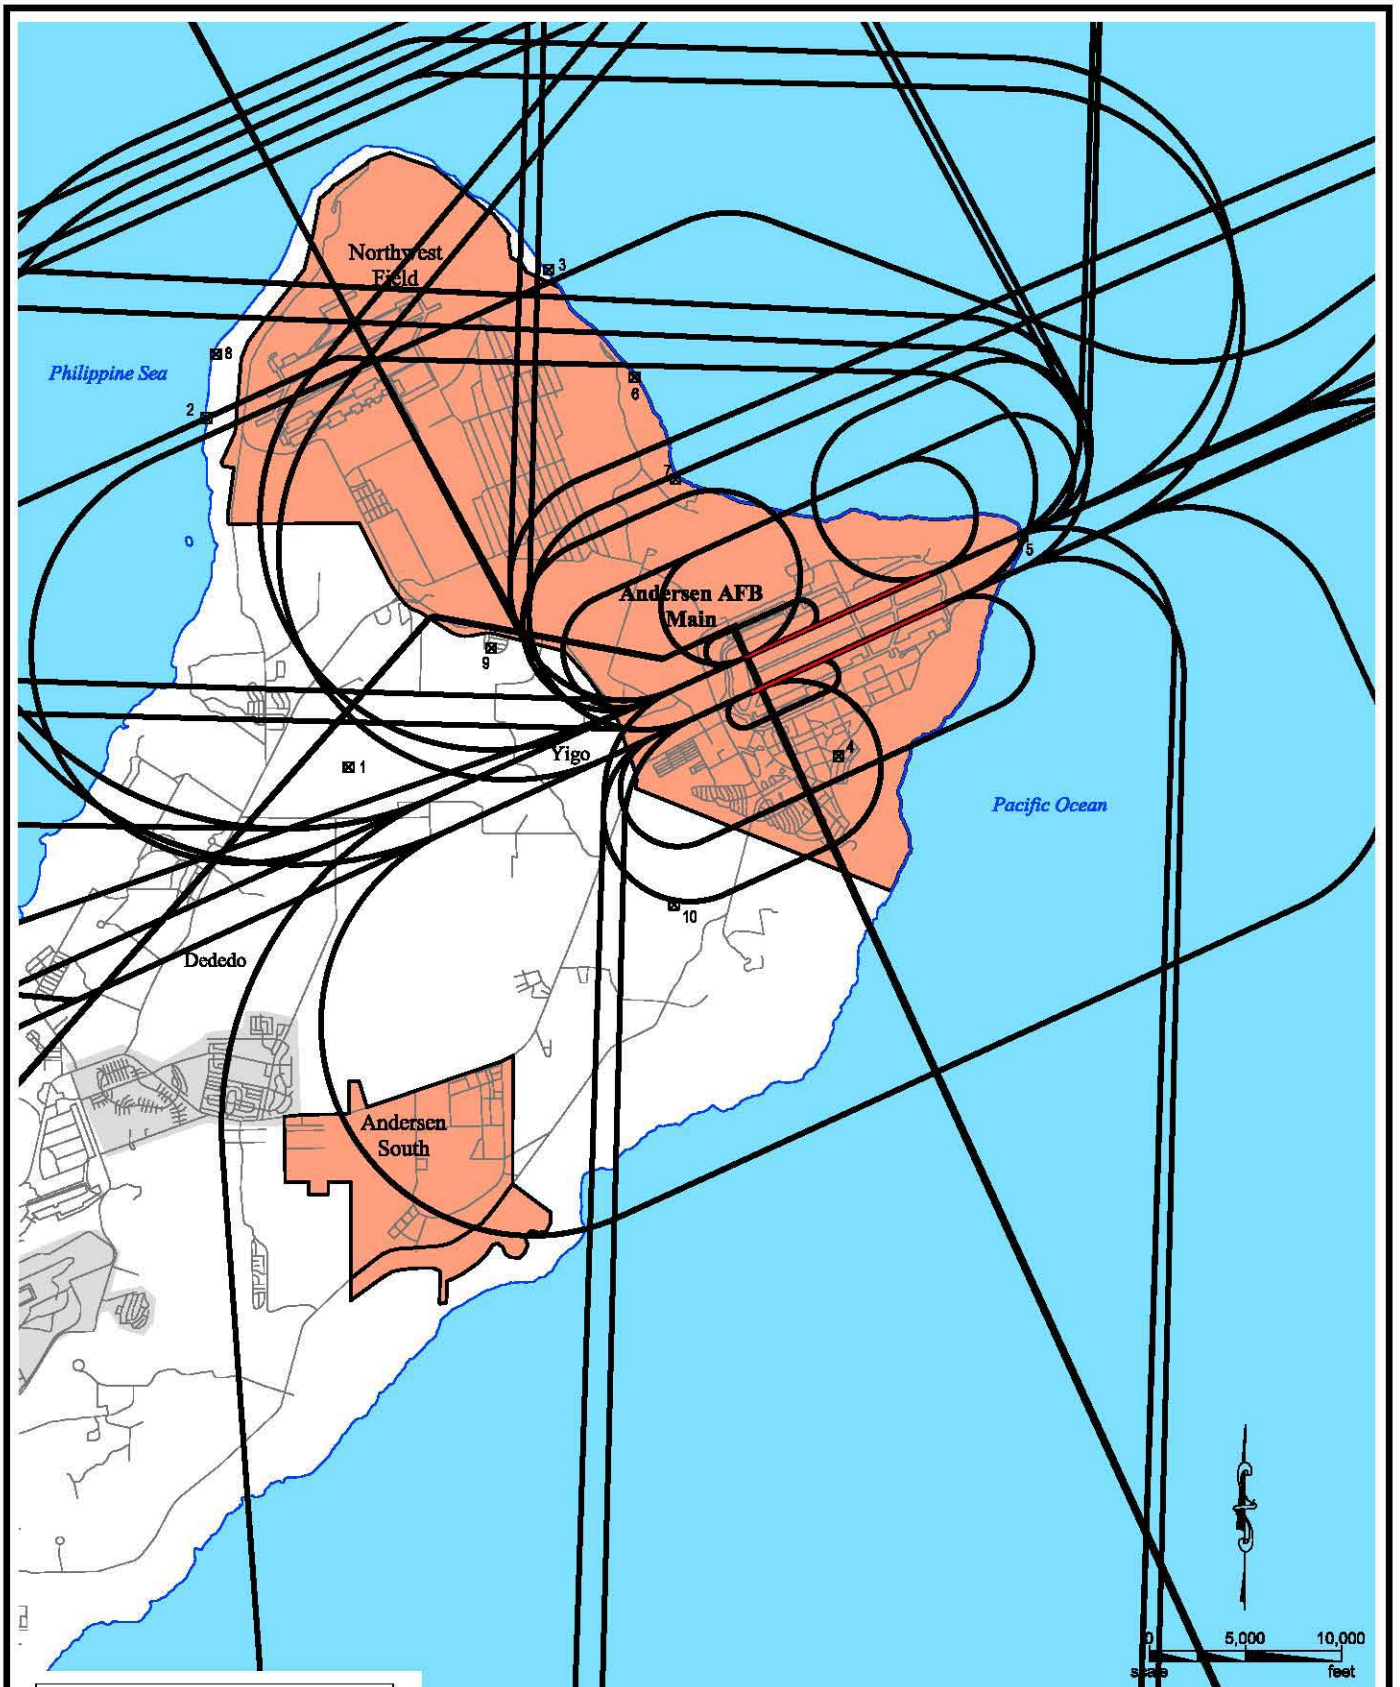 Northwest
Field
3
Philippine Sea
8
2
6
7
5
Andersen AFB
Main
9
Yigo
1
4
Pacific Ocean
10
Dededo
Andersen
South
0 5,000 10,000
scale feet